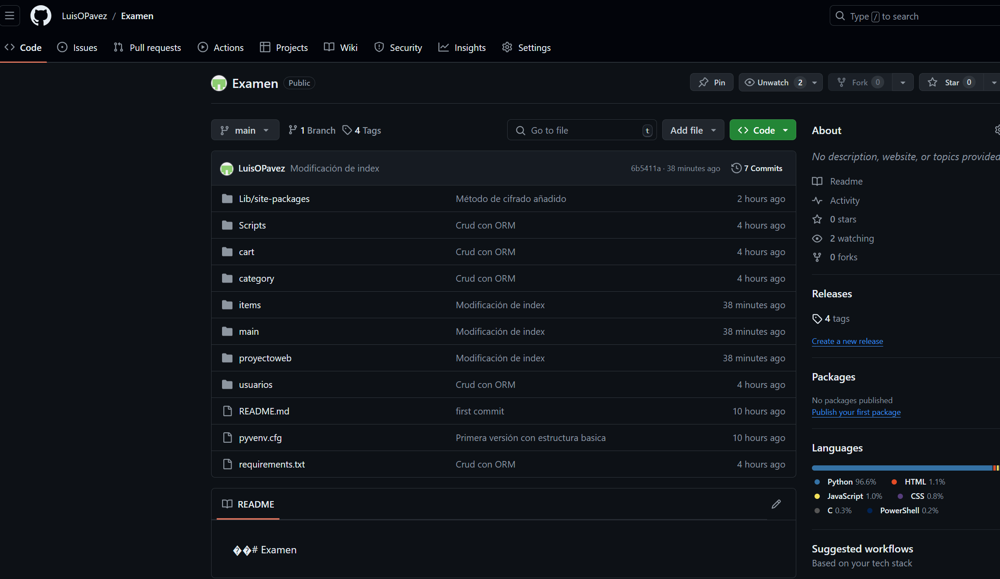 LuisOPavez / Examen
Type / to search
Code Issues Pull requests Actions Projects Wiki Security Insights Settings
Examen Public
Pin Unwatch 2 Fork 0 Star 0
main 1 Branch 4 Tags
Go to file t Add file Code
LuisOPavez Modificación de index 6b5411a · 38 minutes ago 7 Commits
Lib/site-packages Método de cifrado añadido 2 hours ago
Scripts Crud con ORM 4 hours ago
cart Crud con ORM 4 hours ago
category Crud con ORM 4 hours ago
items Modificación de index 38 minutes ago
main Modificación de index 38 minutes ago
proyectoweb Modificación de index 38 minutes ago
usuarios Crud con ORM 4 hours ago
README.md first commit 10 hours ago
pyvenv.cfg Primera versión con estructura basica 10 hours ago
requirements.txt Crud con ORM 4 hours ago
README
��# Examen
About
No description, website, or topics provided
Readme
Activity
0 stars
2 watching
0 forks
Releases
4 tags
Create a new release
Packages
No packages published
Publish your first package
Languages
Python 96.6% HTML 1.1%
JavaScript 1.0% CSS 0.8%
C 0.3% PowerShell 0.2%
Suggested workflows
Based on your tech stack